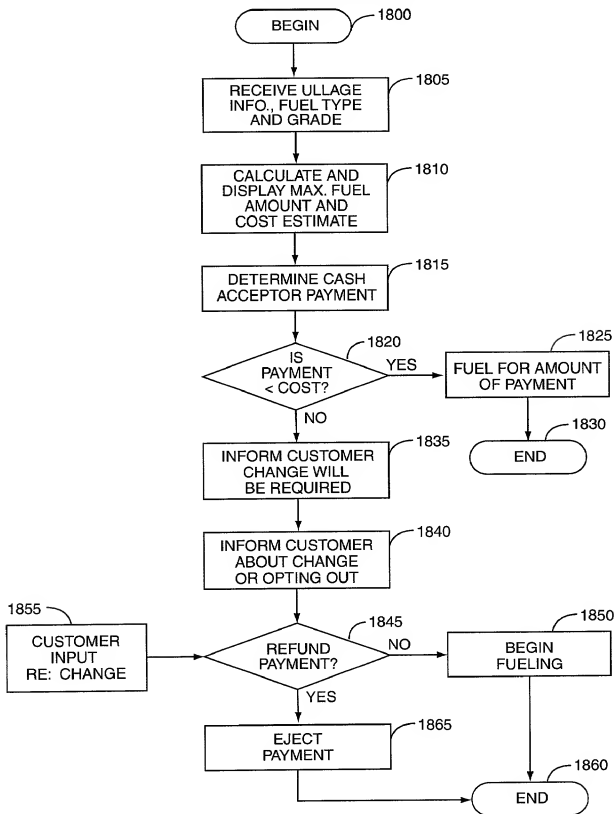 BEGIN
1800
RECEIVE ULLAGE
INFO., FUEL TYPE
AND GRADE
1805
CALCULATE AND
DISPLAY MAX. FUEL
AMOUNT AND
COST ESTIMATE
1810
DETERMINE CASH
ACCEPTOR PAYMENT
1815
IS
PAYMENT
< COST?
1820
YES
NO
FUEL FOR AMOUNT
OF PAYMENT
1825
END
1830
INFORM CUSTOMER
CHANGE WILL
BE REQUIRED
1835
INFORM CUSTOMER
ABOUT CHANGE
OR OPTING OUT
1840
1855
CUSTOMER
INPUT
RE: CHANGE
REFUND
PAYMENT?
1845
NO
YES
BEGIN
FUELING
1850
EJECT
PAYMENT
1865
END
1860